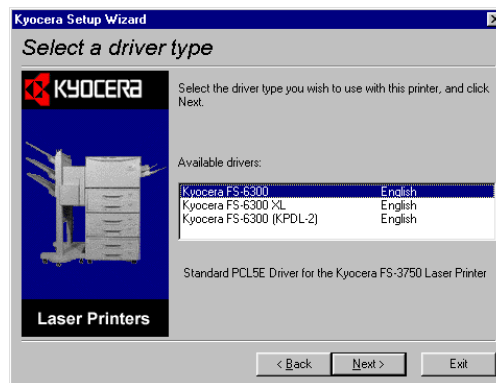 Kyocera Setup Wizard
Select a driver type
KYOCERA
Select the driver type you wish to use with this printer, and click
Next.
Available drivers:
Kyocera FS-6300 English
Kyocera FS-6300 XL English
Kyocera FS-6300 (KPDL-2) English
Standard PCL5E Driver for the Kyocera FS-3750 Laser Printer
Laser Printers
< Back Next > Exit